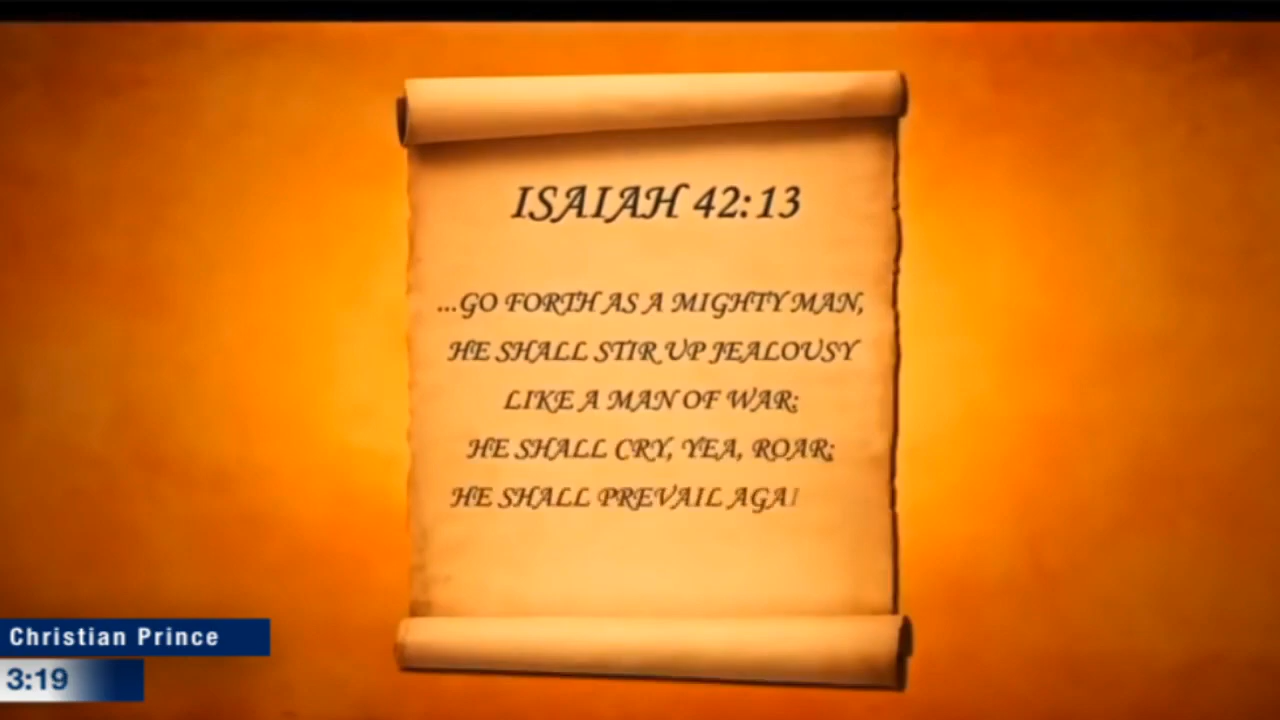 ISAIAH 42:13
...GO FORTH AS A MIGHTY MAN,
HE SHALL STIR UP JEALOUSY
LIKE A MAN OF WAR:
HE SHALL CRY, YEA, ROAR;
HE SHALL PREVAIL AGAI
Christian Prince
3:19